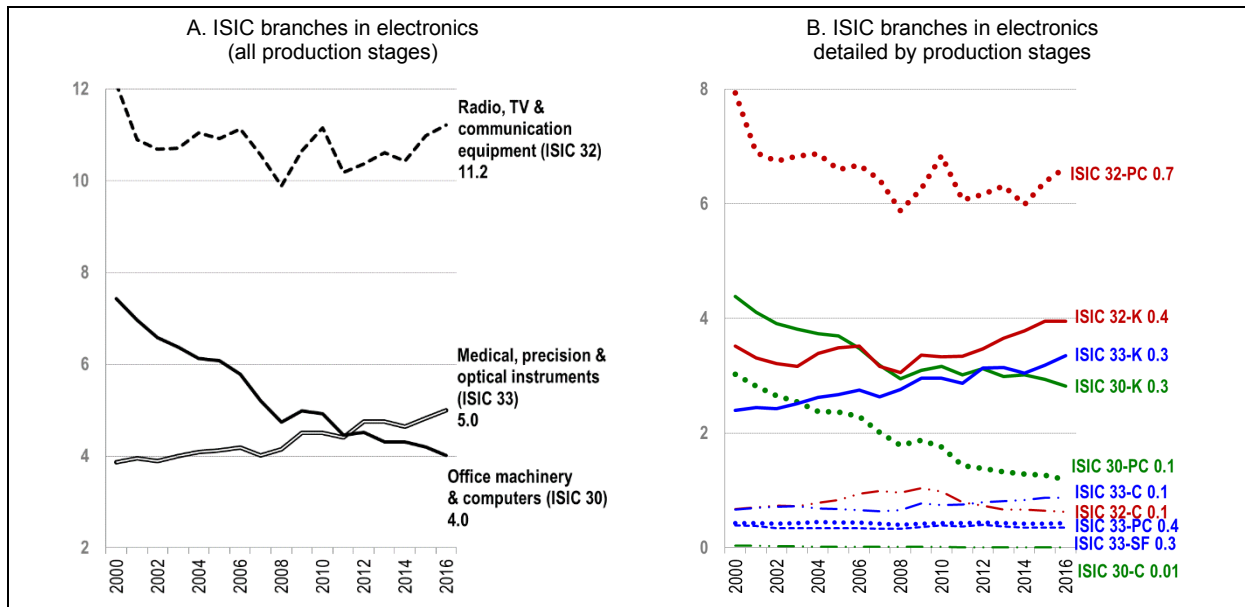 A. ISIC branches in electronics
(all production stages)
12
10
8
6
4
2
Radio, TV &
communication
equipment (ISIC 32)
11.2
Medical, precision &
optical instruments
(ISIC 33)
5.0
Office machinery
& computers (ISIC 30)
4.0
2000
2002
2004
2006
2008
2010
2012
2014
2016
B. ISIC branches in electronics
detailed by production stages
8
6
4
2
0
ISIC 32-PC 0.7
ISIC 32-K 0.4
ISIC 33-K 0.3
ISIC 30-K 0.3
ISIC 30-PC 0.1
ISIC 33-C 0.1
ISIC 32-C 0.1
ISIC 33-PC 0.4
ISIC 33-SF 0.3
ISIC 30-C 0.01
2000
2002
2004
2006
2008
2010
2012
2014
2016